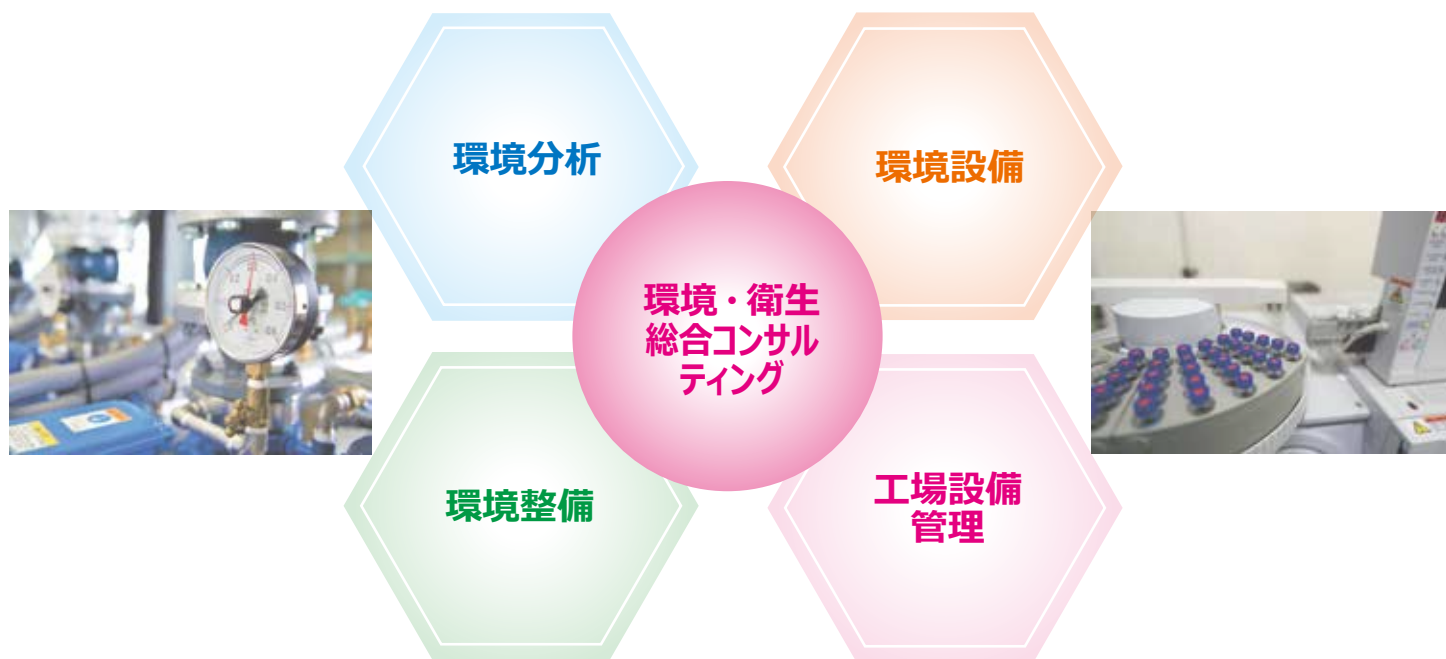 環境分析
環境設備
環境・衛生
総合コンサル
ティング
環境整備
工場設備
管理